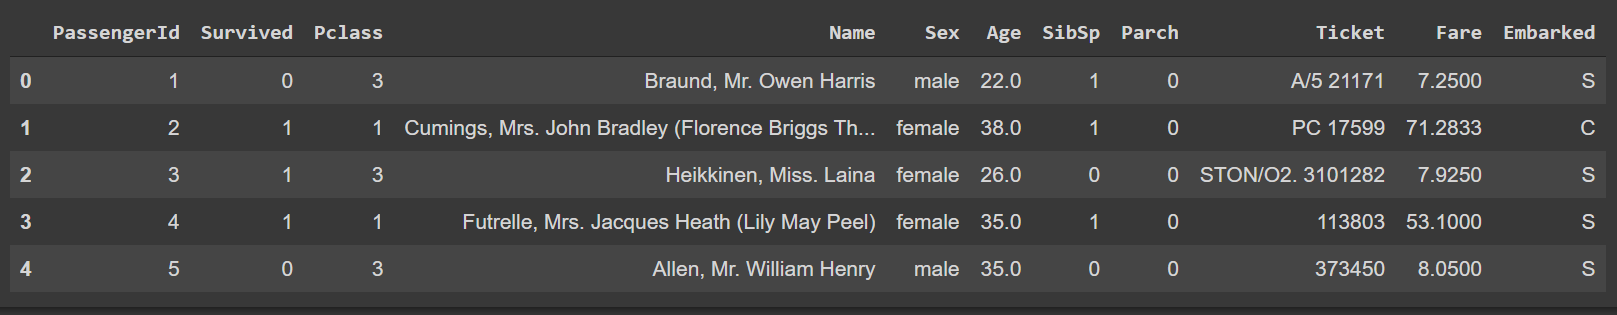 PassengerId Survived Pclass Name Sex Age SibSp Parch Ticket Fare Embarked
0 1 0 3 Braund, Mr. Owen Harris male 22.0 1 0 A/5 21171 7.2500 S
1 2 1 1 Cumings, Mrs. John Bradley (Florence Briggs Th... female 38.0 1 0 PC 17599 71.2833 C
2 3 1 3 Heikkinen, Miss. Laina female 26.0 0 0 STON/O2. 3101282 7.9250 S
3 4 1 1 Futrelle, Mrs. Jacques Heath (Lily May Peel) female 35.0 1 0 113803 53.1000 S
4 5 0 3 Allen, Mr. William Henry male 35.0 0 0 373450 8.0500 S